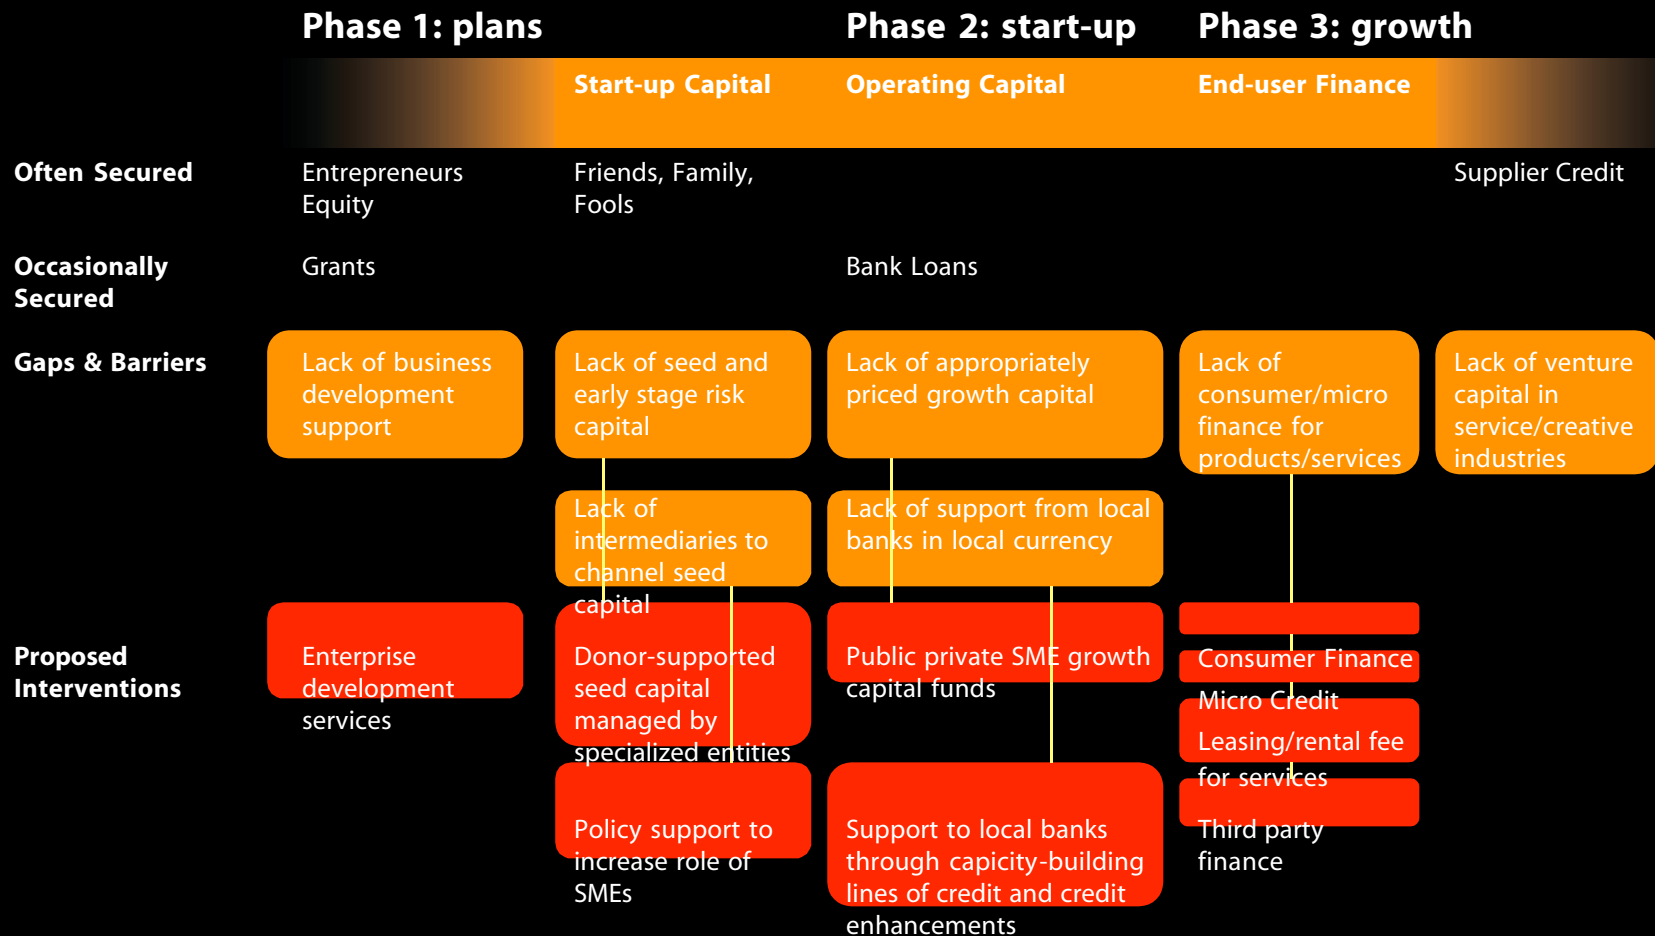 Phase 1: plans
Phase 2: start-up
Phase 3: growth
Start-up Capital
Operating Capital
End-user Finance
Often Secured
Entrepreneurs
Equity
Friends, Family,
Fools
Supplier Credit
Occasionally
Secured
Grants
Bank Loans
Gaps & Barriers
Lack of business
development
support
Lack of seed and
early stage risk
capital
Lack of appropriately
priced growth capital
Lack of
consumer/micro
finance for
products/services
Lack of venture
capital in
service/creative
industries
Lack of
intermediaries to
channel seed
capital
Lack of support from local
banks in local currency
Proposed
Interventions
Enterprise
development
services
Donor-supported
seed capital
managed by
specialized entities
Public private SME growth
capital funds
Consumer Finance
Micro Credit
Leasing/rental fee
for services
Policy support to
increase role of
SMEs
Support to local banks
through capicity-building
lines of credit and credit
enhancements
Third party
finance